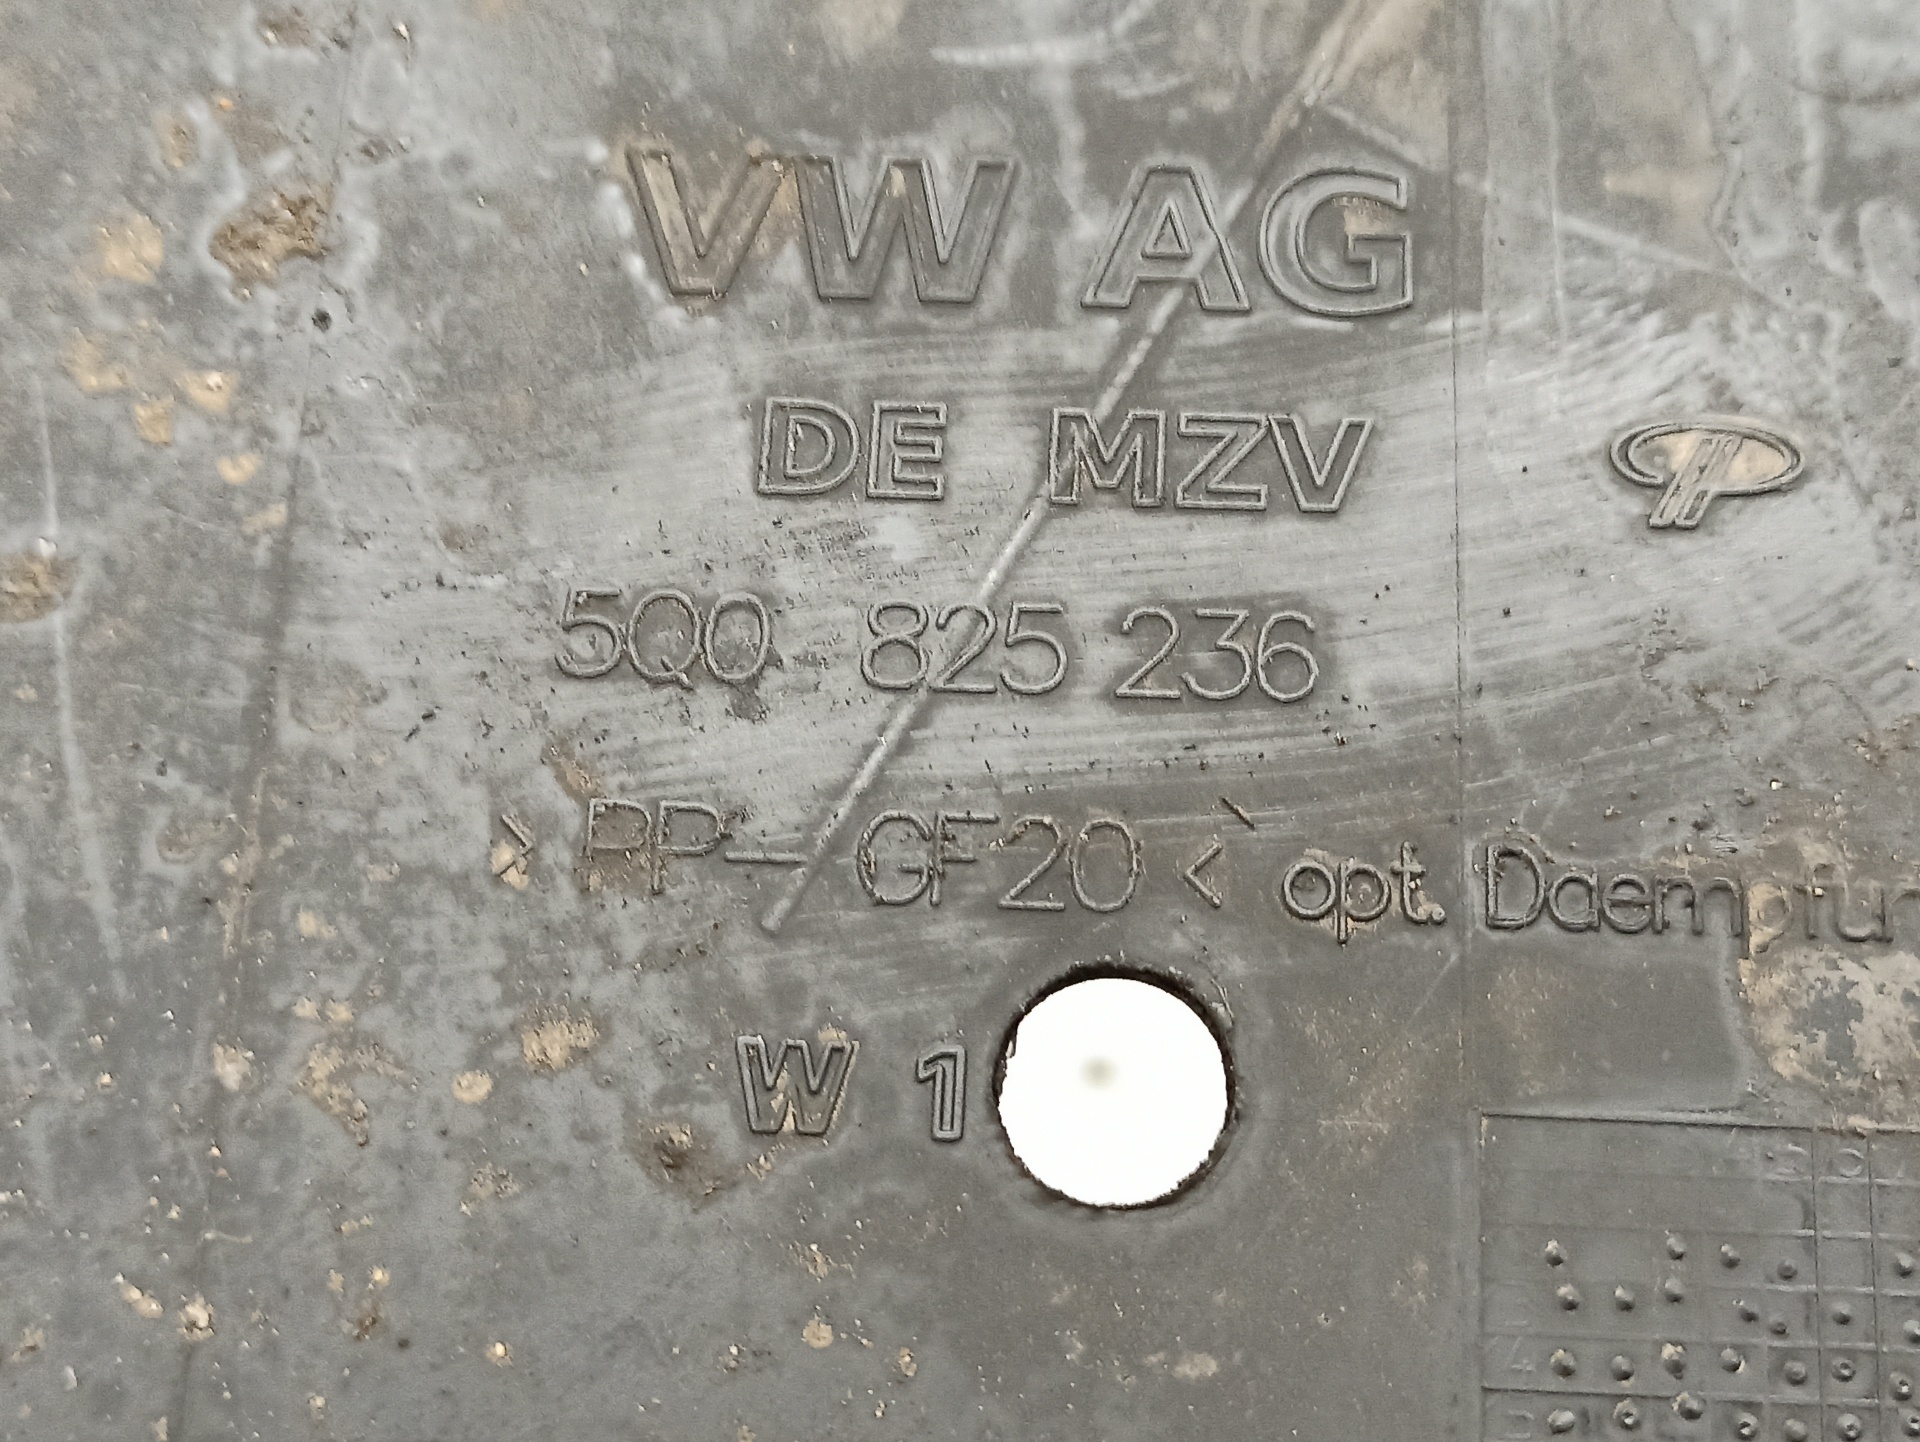 VW AG
DE MZV
5Q0 825 236
>PP-GF20< opt. Daempfun
W 1